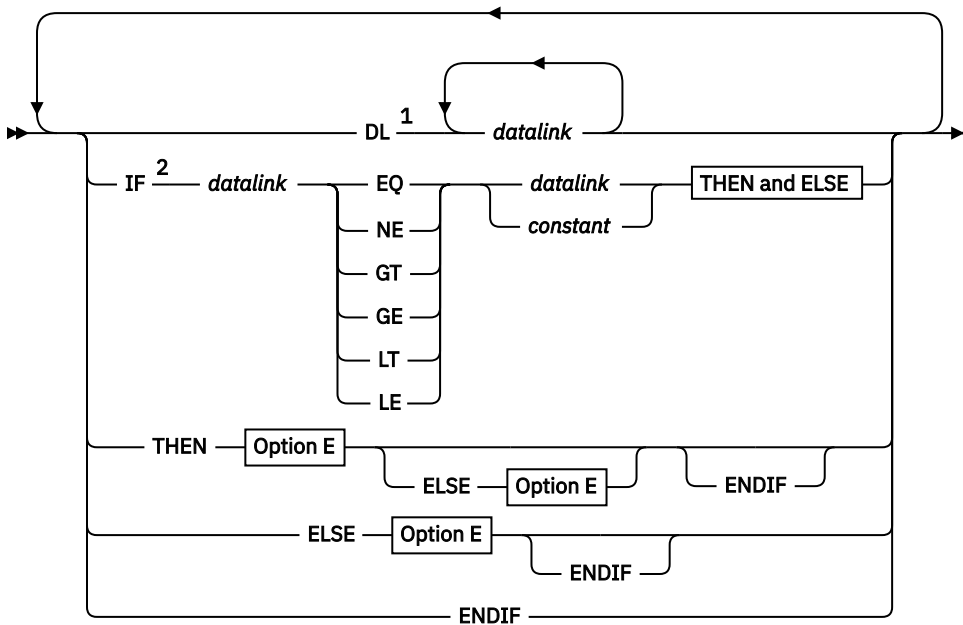 DL 1 datalink
IF 2 datalink EQ datalink THEN and ELSE
NE constant
GT
GE
LT
LE
THEN Option E
ELSE Option E ENDIF
ELSE Option E
ENDIF
ENDIF